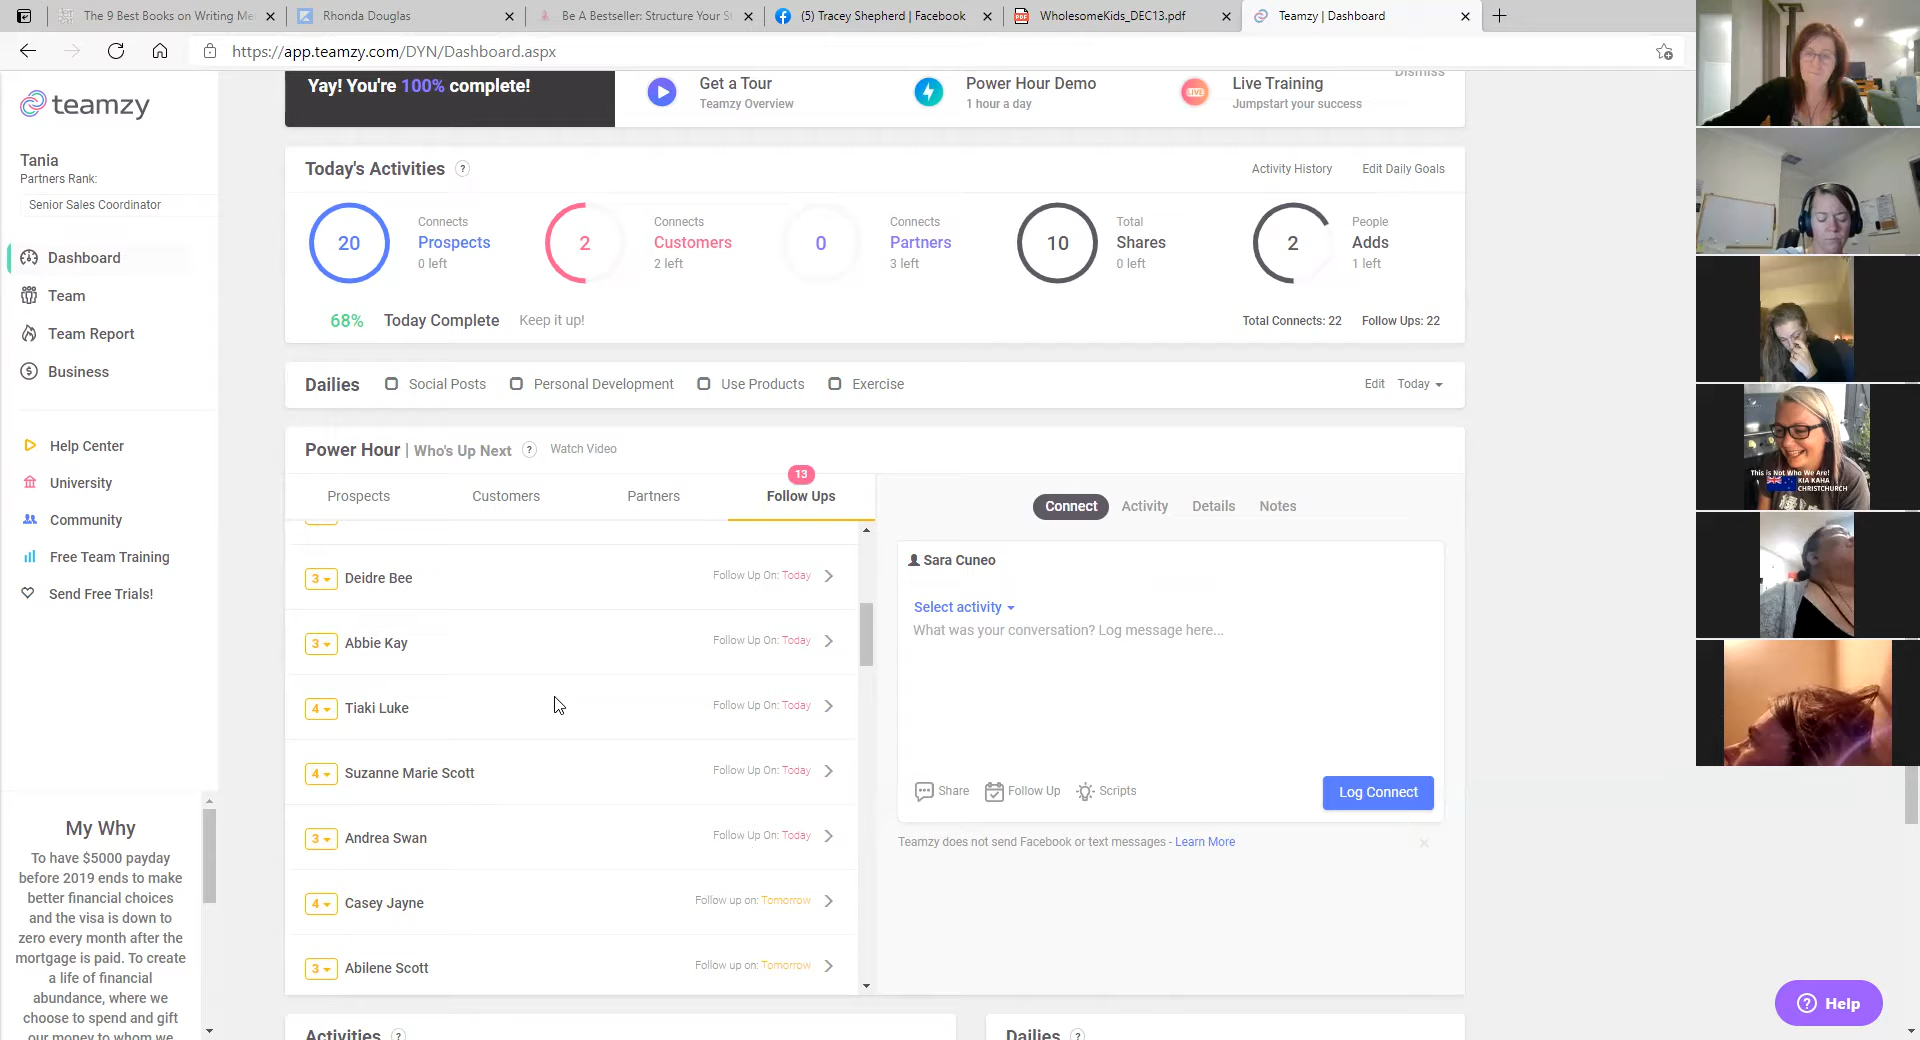 The 9 Best Books on Writing Me
Rhonda Douglas
Be A Bestseller: Structure Your S
(5) Tracey Shepherd | Facebook
WholesomeKids_DEC13.pdf
Teamzy | Dashboard
https://app.teamzy.com/DYN/Dashboard.aspx
teamzy
Tania
Partners Rank:
Senior Sales Coordinator
Dashboard
Team
Team Report
Business
Help Center
University
Community
Free Team Training
Send Free Trials!
My Why
To have $5000 payday
before 2019 ends to make
better financial choices
and the visa is down to
zero every month after the
mortgage is paid. To create
a life of financial
abundance, where we
choose to spend and gift
our money to whom we
Yay! You're 100% complete!
Get a Tour
Teamzy Overview
Power Hour Demo
1 hour a day
LIVE
Live Training
Jumpstart your success
Dismiss
Today's Activities ?
Activity History
Edit Daily Goals
20
Connects
Prospects
0 left
2
Connects
Customers
2 left
0
Connects
Partners
3 left
10
Total
Shares
0 left
2
People
Adds
1 left
68% Today Complete Keep it up!
Total Connects: 22 Follow Ups: 22
Dailies Social Posts Personal Development Use Products Exercise
Edit Today
Power Hour | Who's Up Next ? Watch Video
13
Prospects Customers Partners Follow Ups
3 Deidre Bee Follow Up On: Today
3 Abbie Kay Follow Up On: Today
4 Tiaki Luke Follow Up On: Today
4 Suzanne Marie Scott Follow Up On: Today
3 Andrea Swan Follow Up On: Today
4 Casey Jayne Follow up on: Tomorrow
3 Abilene Scott Follow up on: Tomorrow
Connect Activity Details Notes
Sara Cuneo
Select activity
What was your conversation? Log message here...
Share Follow Up Scripts
Log Connect
Teamzy does not send Facebook or text messages - Learn More
Activities ?
Dailies ?
Help
This is Not Who We Are!
KIA KAHA
CHRISTCHURCH